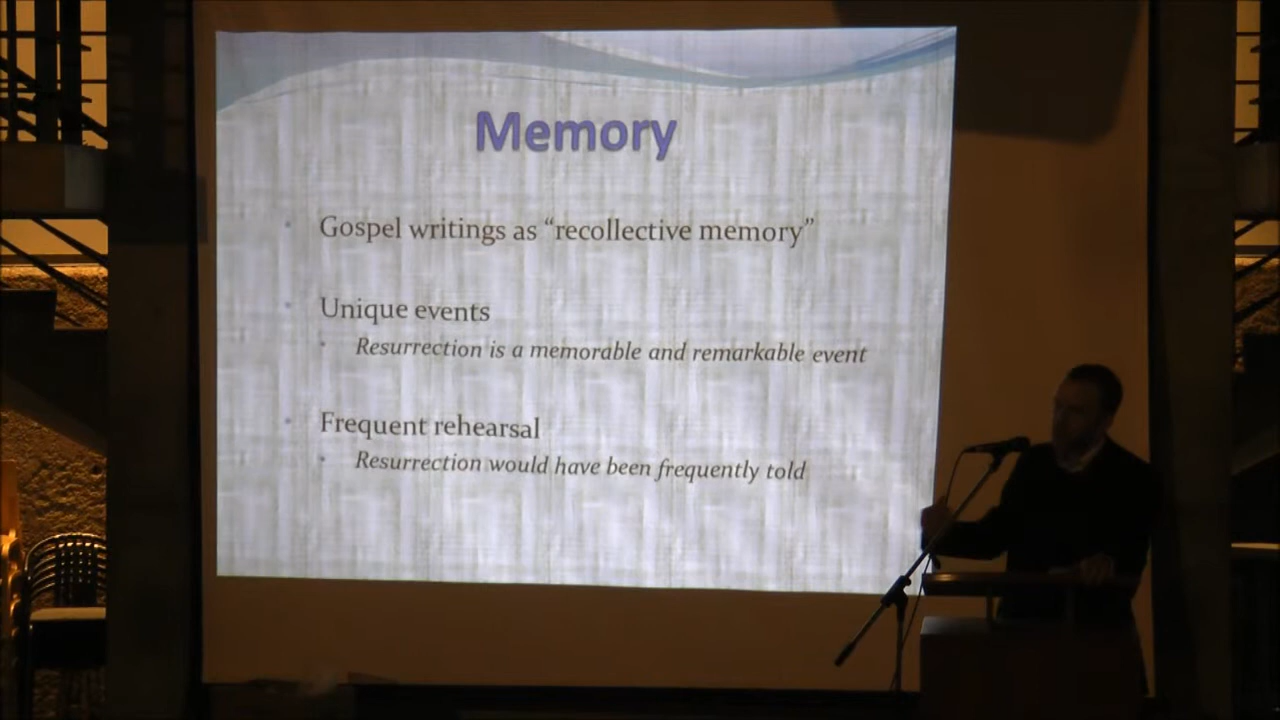 Memory
Gospel writings as “recollective memory”
Unique events
Resurrection is a memorable and remarkable event
Frequent rehearsal
Resurrection would have been frequently told